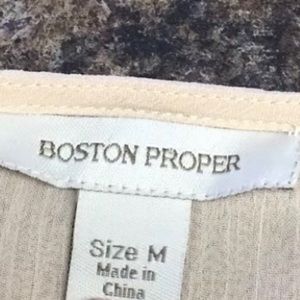 BOSTON PROPER
Size M
Made in
China